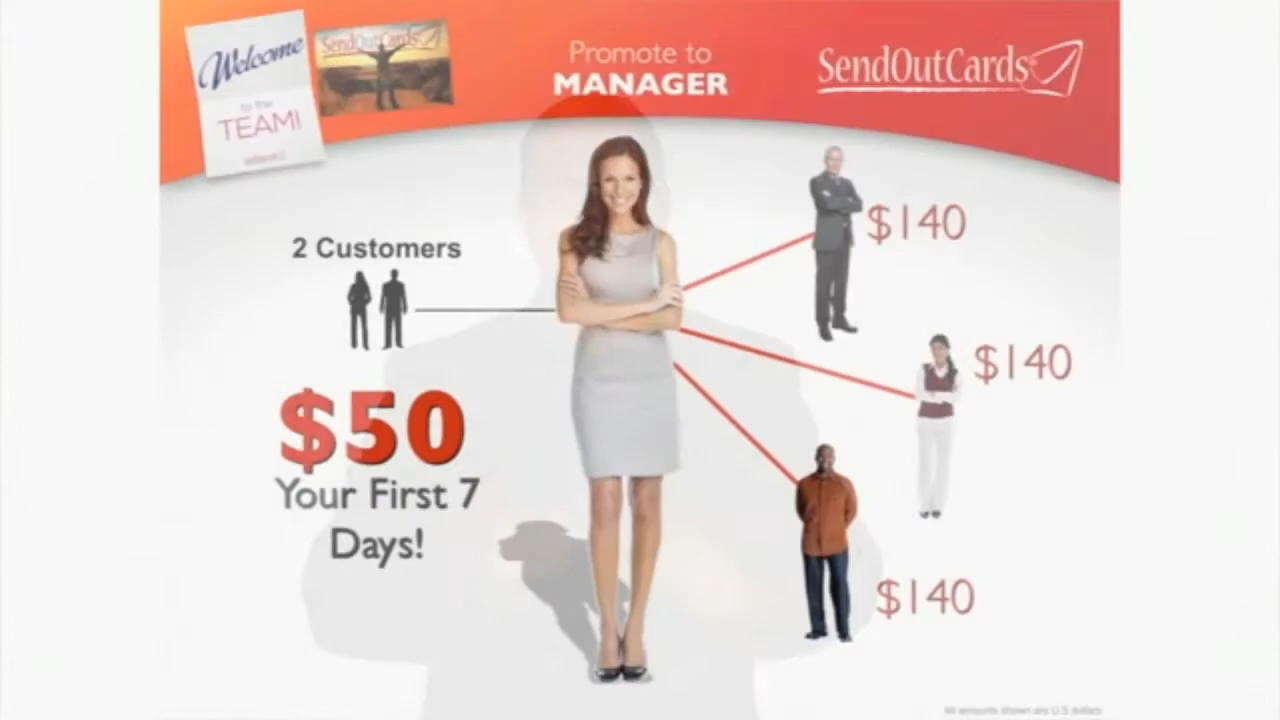 Welcome
to the
TEAM!
SendOutCards
Promote to
MANAGER
SendOutCards
2 Customers
$140
$140
$50
Your First 7
Days!
$140
All amounts shown are U.S dollars